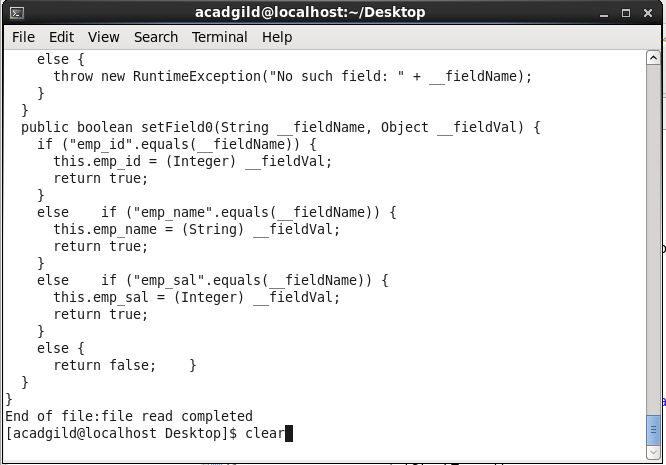 acadgild@localhost:~/Desktop
File Edit View Search Terminal Help
    else {
      throw new RuntimeException("No such field: " + __fieldName);
    }
  }
  public boolean setField0(String __fieldName, Object __fieldVal) {
    if ("emp_id".equals(__fieldName)) {
      this.emp_id = (Integer) __fieldVal;
      return true;
    }
    else    if ("emp_name".equals(__fieldName)) {
      this.emp_name = (String) __fieldVal;
      return true;
    }
    else    if ("emp_sal".equals(__fieldName)) {
      this.emp_sal = (Integer) __fieldVal;
      return true;
    }
    else {
      return false;    }
  }
}
End of file:file read completed
[acadgild@localhost Desktop]$ clear